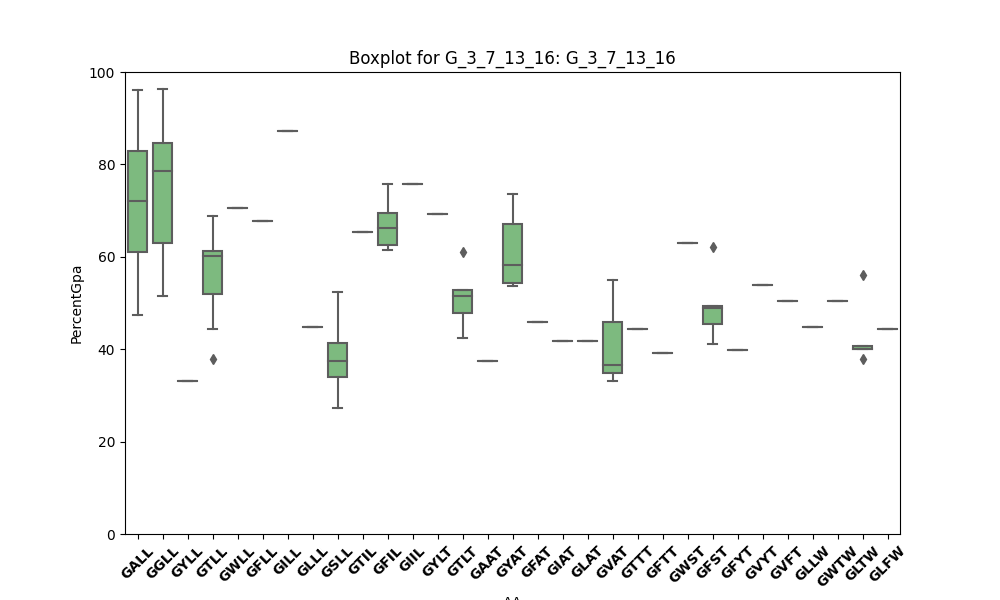 Boxplot for G_3_7_13_16: G_3_7_13_16
PercentGpa
100
80
60
40
20
0
GALL
GGLL
GYLL
GTLL
GWLL
GFLL
GILL
GLLL
GSLL
GTIL
GFIL
GIIL
GYLT
GTLT
GAAT
GYAT
GFAT
GIAT
GLAT
GVAT
GTTT
GFTT
GWST
GFST
GFYT
GVYT
GVFT
GLLW
GWTW
GLTW
GLFW